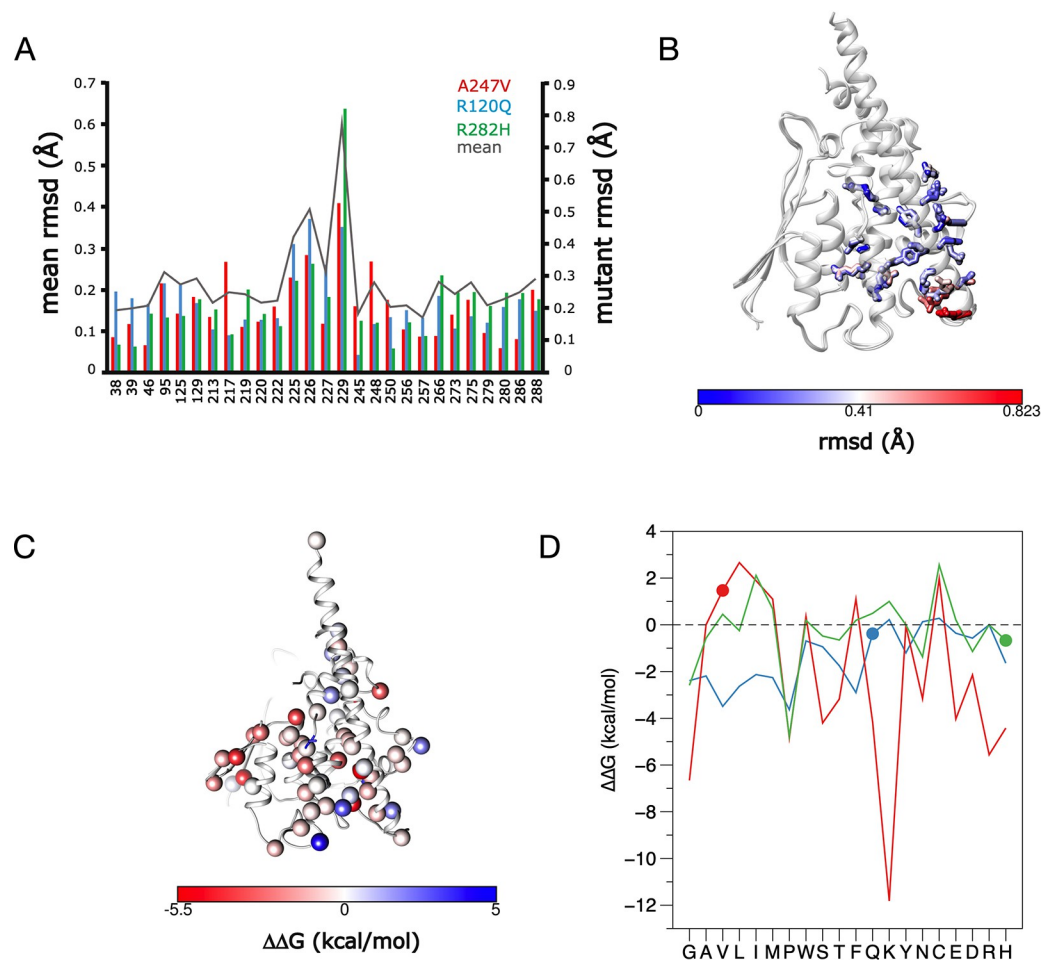 A
0.7
0.6
0.5
0.4
0.3
0.2
0.1
0
mean rmsd (Å)
A247V
R120Q
R282H
mean
0.9
0.8
0.7
0.6
0.5
0.4
0.3
0.2
0.1
0
mutant rmsd (Å)
38 39 46 95 125 129 213 217 219 220 222 225 226 227 229 245 248 250 256 257 266 273 275 279 280 286 288
B
0 0.41 0.823
rmsd (Å)
C
-5.5 0 5
ΔΔG (kcal/mol)
D
4
2
0
−2
−4
−6
−8
−10
−12
ΔΔG (kcal/mol)
G A V L I M P W S T F Q K Y N C E D R H